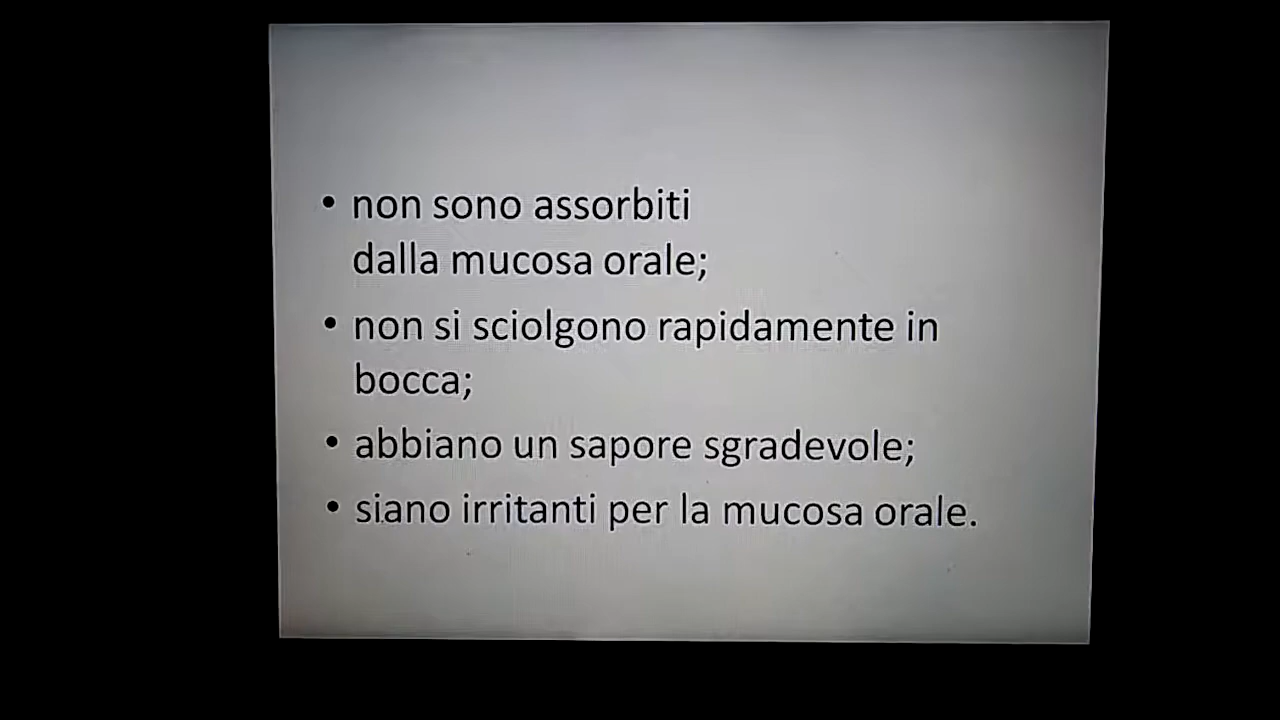 • non sono assorbiti
dalla mucosa orale;
• non si sciolgono rapidamente in
bocca;
• abbiano un sapore sgradevole;
• siano irritanti per la mucosa orale.